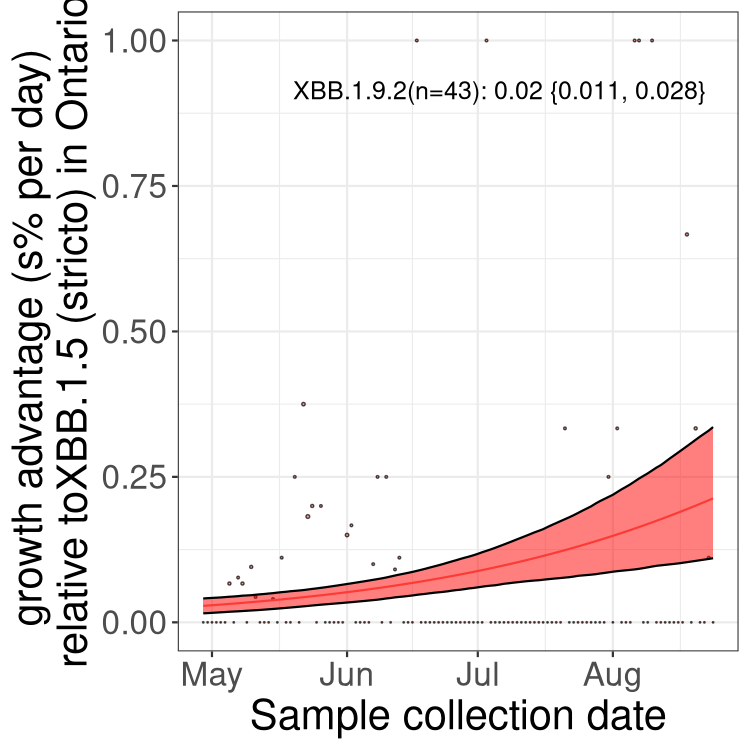 growth advantage (s% per day)
relative toXBB.1.5 (stricto) in Ontario
1.00
XBB.1.9.2(n=43): 0.02 {0.011, 0.028}
0.75
0.50
0.25
0.00
May Jun Jul Aug
Sample collection date